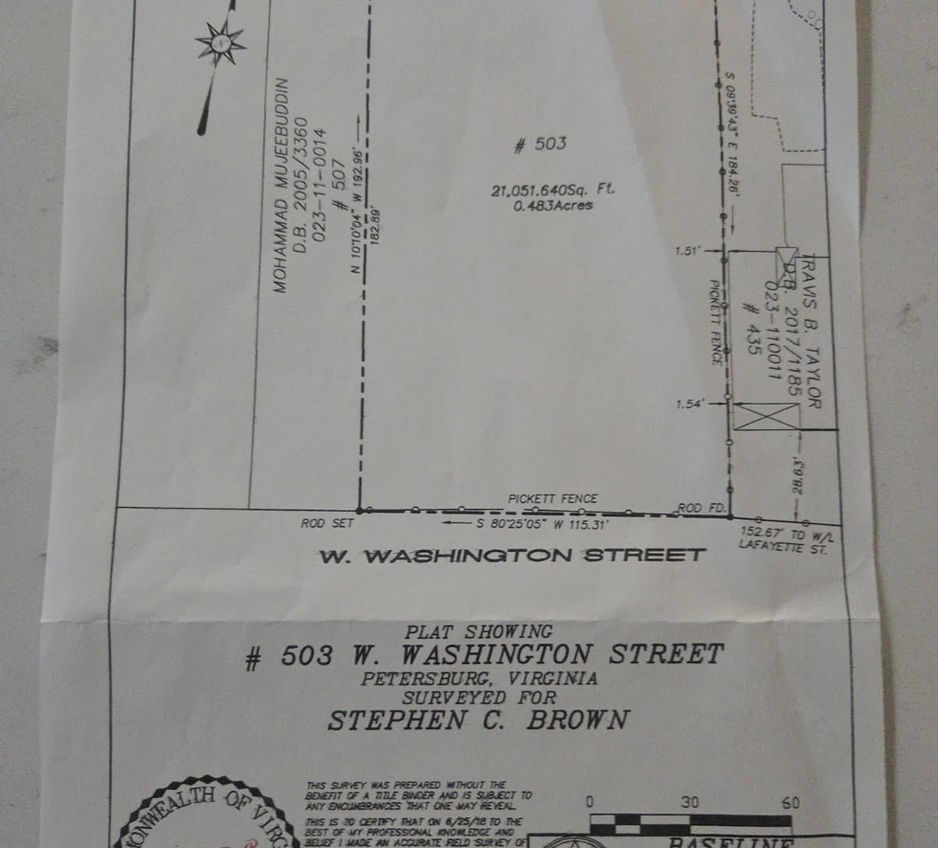 MOHAMMAD MUJEEBUDDIN
D.B. 2005/3360
023-11-0014
# 507
N 10°10'04" W 192.96'
182.89'
# 503
21,051.640Sq. Ft.
0.483Acres
S 09°39'43" E 184.26'
1.51'
PICKETT FENCE
TRAVIS B. TAYLOR
D.B. 2017/1185
023-110011
# 435
1.54'
28.63'
PICKETT FENCE
ROD FD.
ROD SET
S 80°25'05" W 115.31'
152.67' TO W/L
LAFAYETTE ST.
W. WASHINGTON STREET
PLAT SHOWING
# 503 W. WASHINGTON STREET
PETERSBURG, VIRGINIA
SURVEYED FOR
STEPHEN C. BROWN
THIS SURVEY WAS PREPARED WITHOUT THE
BENEFIT OF A TITLE BINDER AND IS SUBJECT TO
ANY ENCUMBRANCES THAT ONE MAY REVEAL.
THIS IS TO CERTIFY THAT ON 6/25/18 TO THE
BEST OF MY PROFESSIONAL KNOWLEDGE AND
BELIEF I MADE AN ACCURATE FIELD SURVEY OF
ONWEALTH OF VIRG
0 30 60
BASELINE